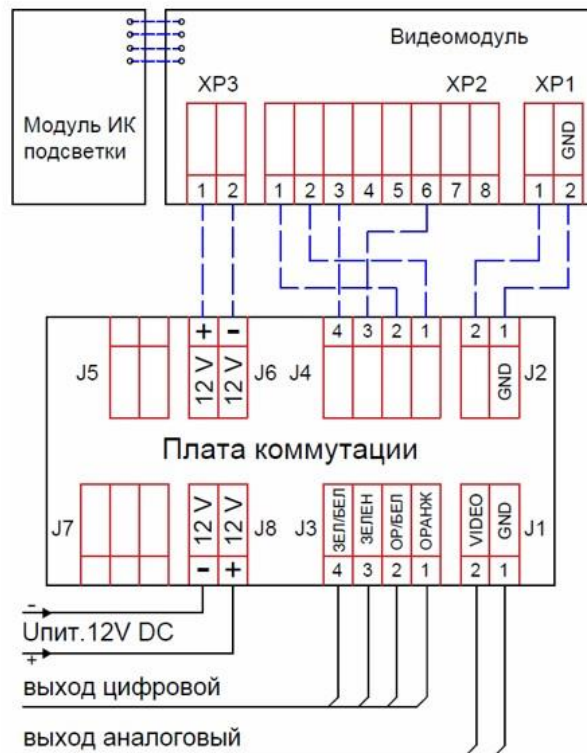 Видеомодуль
Модуль ИК
подсветки
XP3
XP2
XP1
GND
1 2
1 2 3 4 5 6 7 8
1 2
+ -
4 3 2 1
2 1
J5
12 V
12 V
J6
J4
GND
J2
Плата коммутации
J7
12 V
12 V
J8
J3
ЗЕЛ/БЕЛ
ЗЕЛЕН
ОР/БЕЛ
ОРАНЖ
VIDEO
GND
J1
- +
4 3 2 1
2 1
-
Uпит.12V DC
+
выход цифровой
выход аналоговый